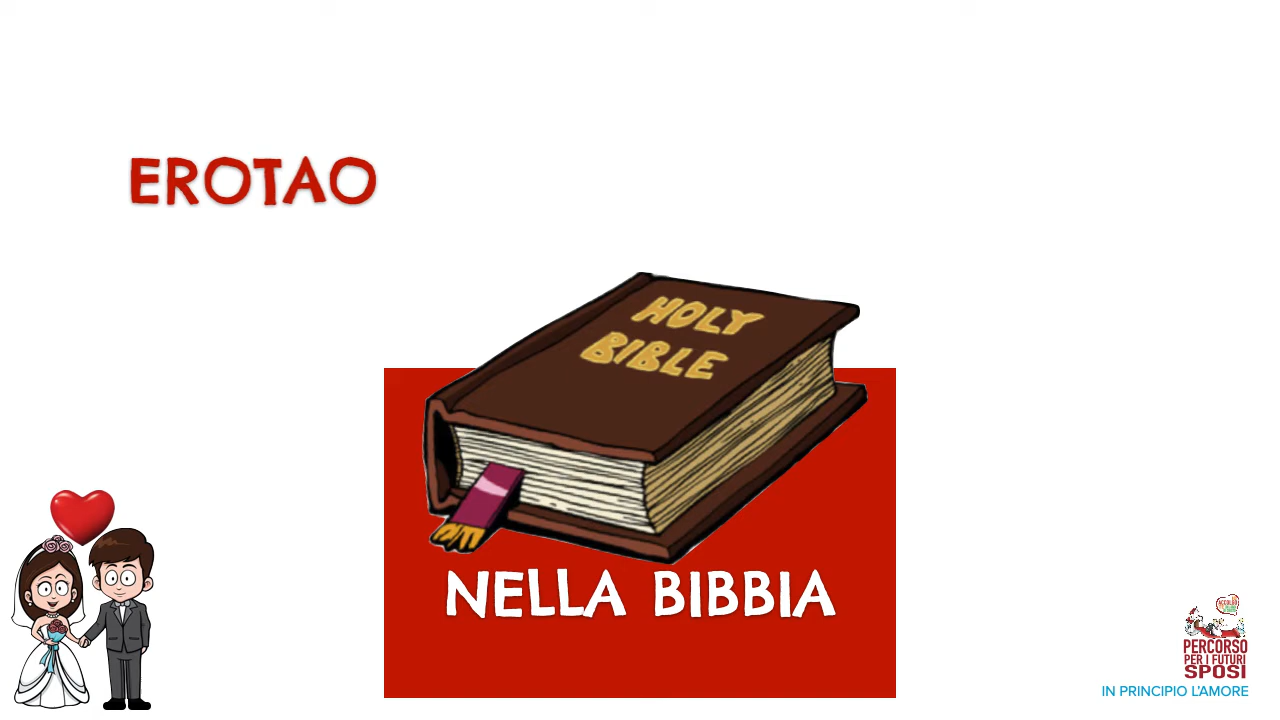 EROTAO
HOLY
BIBLE
NELLA BIBBIA
PERCORSO
PER I FUTURI
SPOSI
IN PRINCIPIO L'AMORE